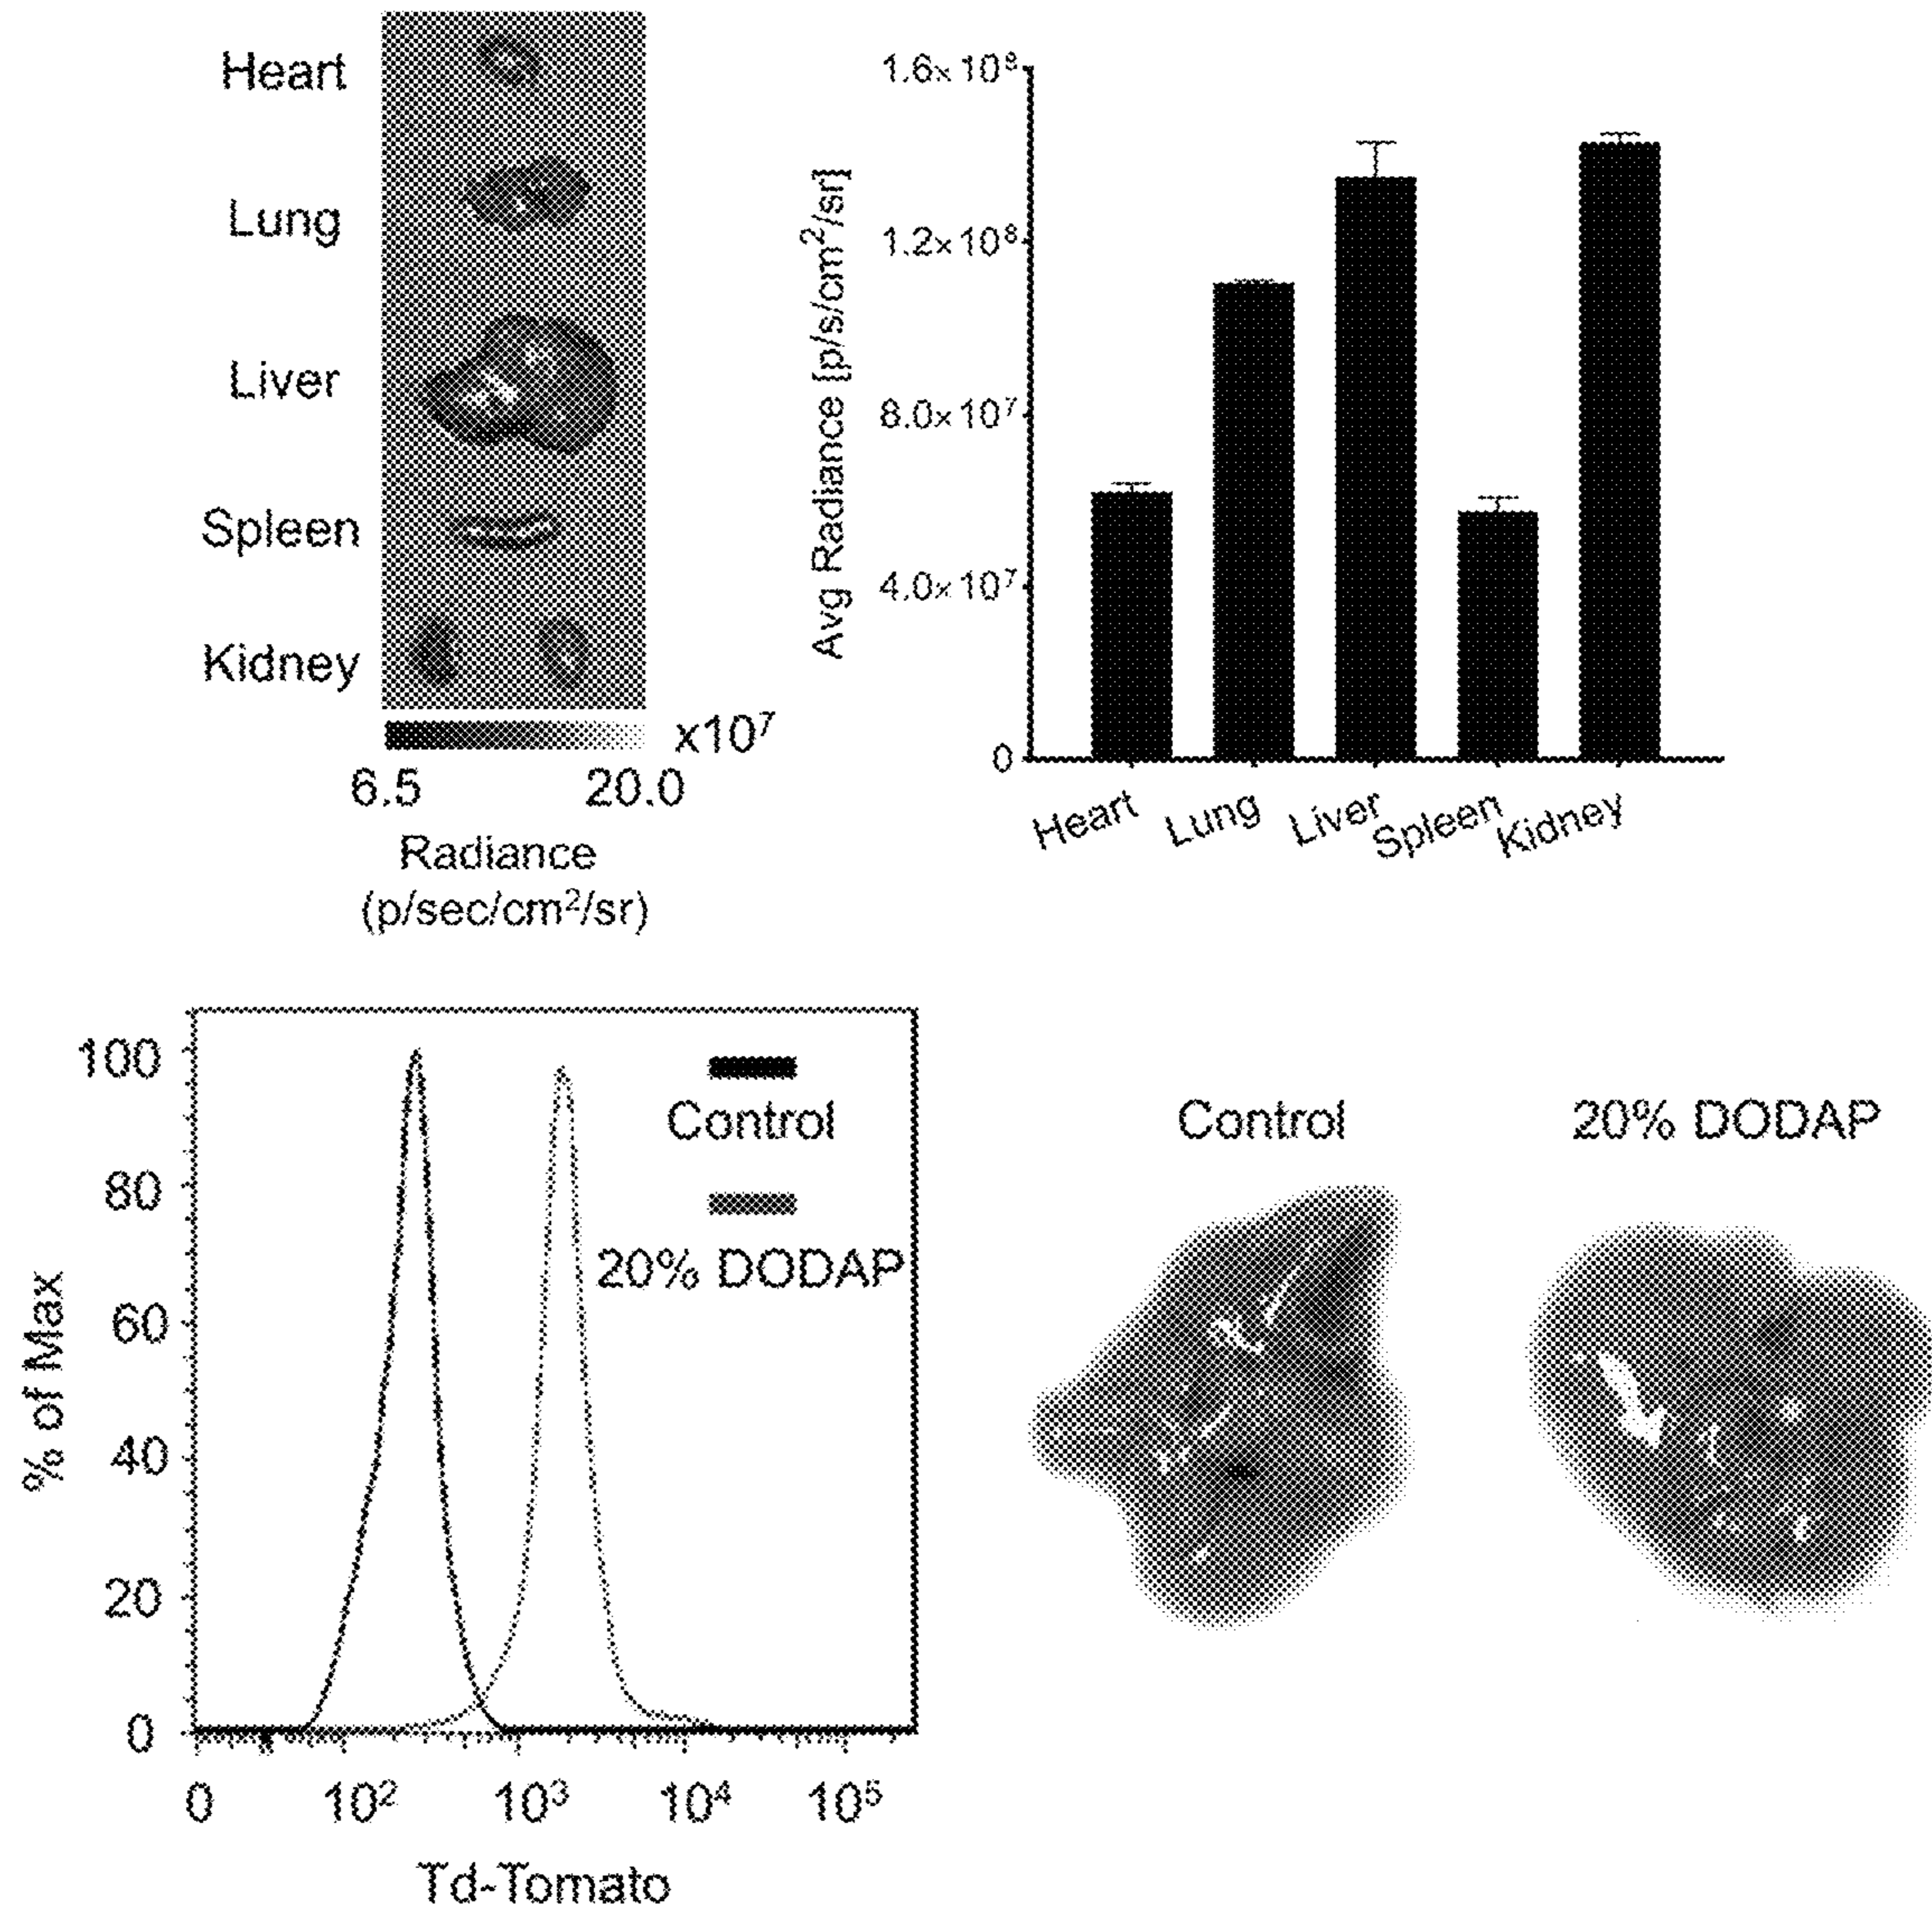 Heart
Lung
Liver
Spleen
Kidney
x10⁷
6.5 20.0
Radiance
(p/sec/cm²/sr)
Avg Radiance [p/s/cm²/sr]
1.6×10⁸
1.2×10⁸
8.0×10⁷
4.0×10⁷
0
Heart
Lung
Liver
Spleen
Kidney
% of Max
100
80
60
40
20
0
Control
20% DODAP
0 10² 10³ 10⁴ 10⁵
Td-Tomato
Control
20% DODAP